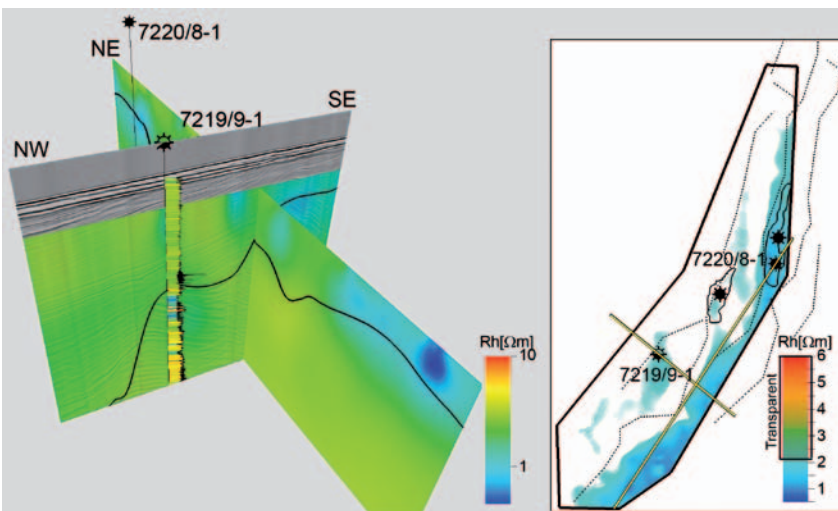 7220/8-1
NE
7219/9-1
SE
NW
Rh[Ωm]
10
1
7220/8-1
7219/9-1
Rh[Ωm]
6
5
4
3
2
1
Transparent